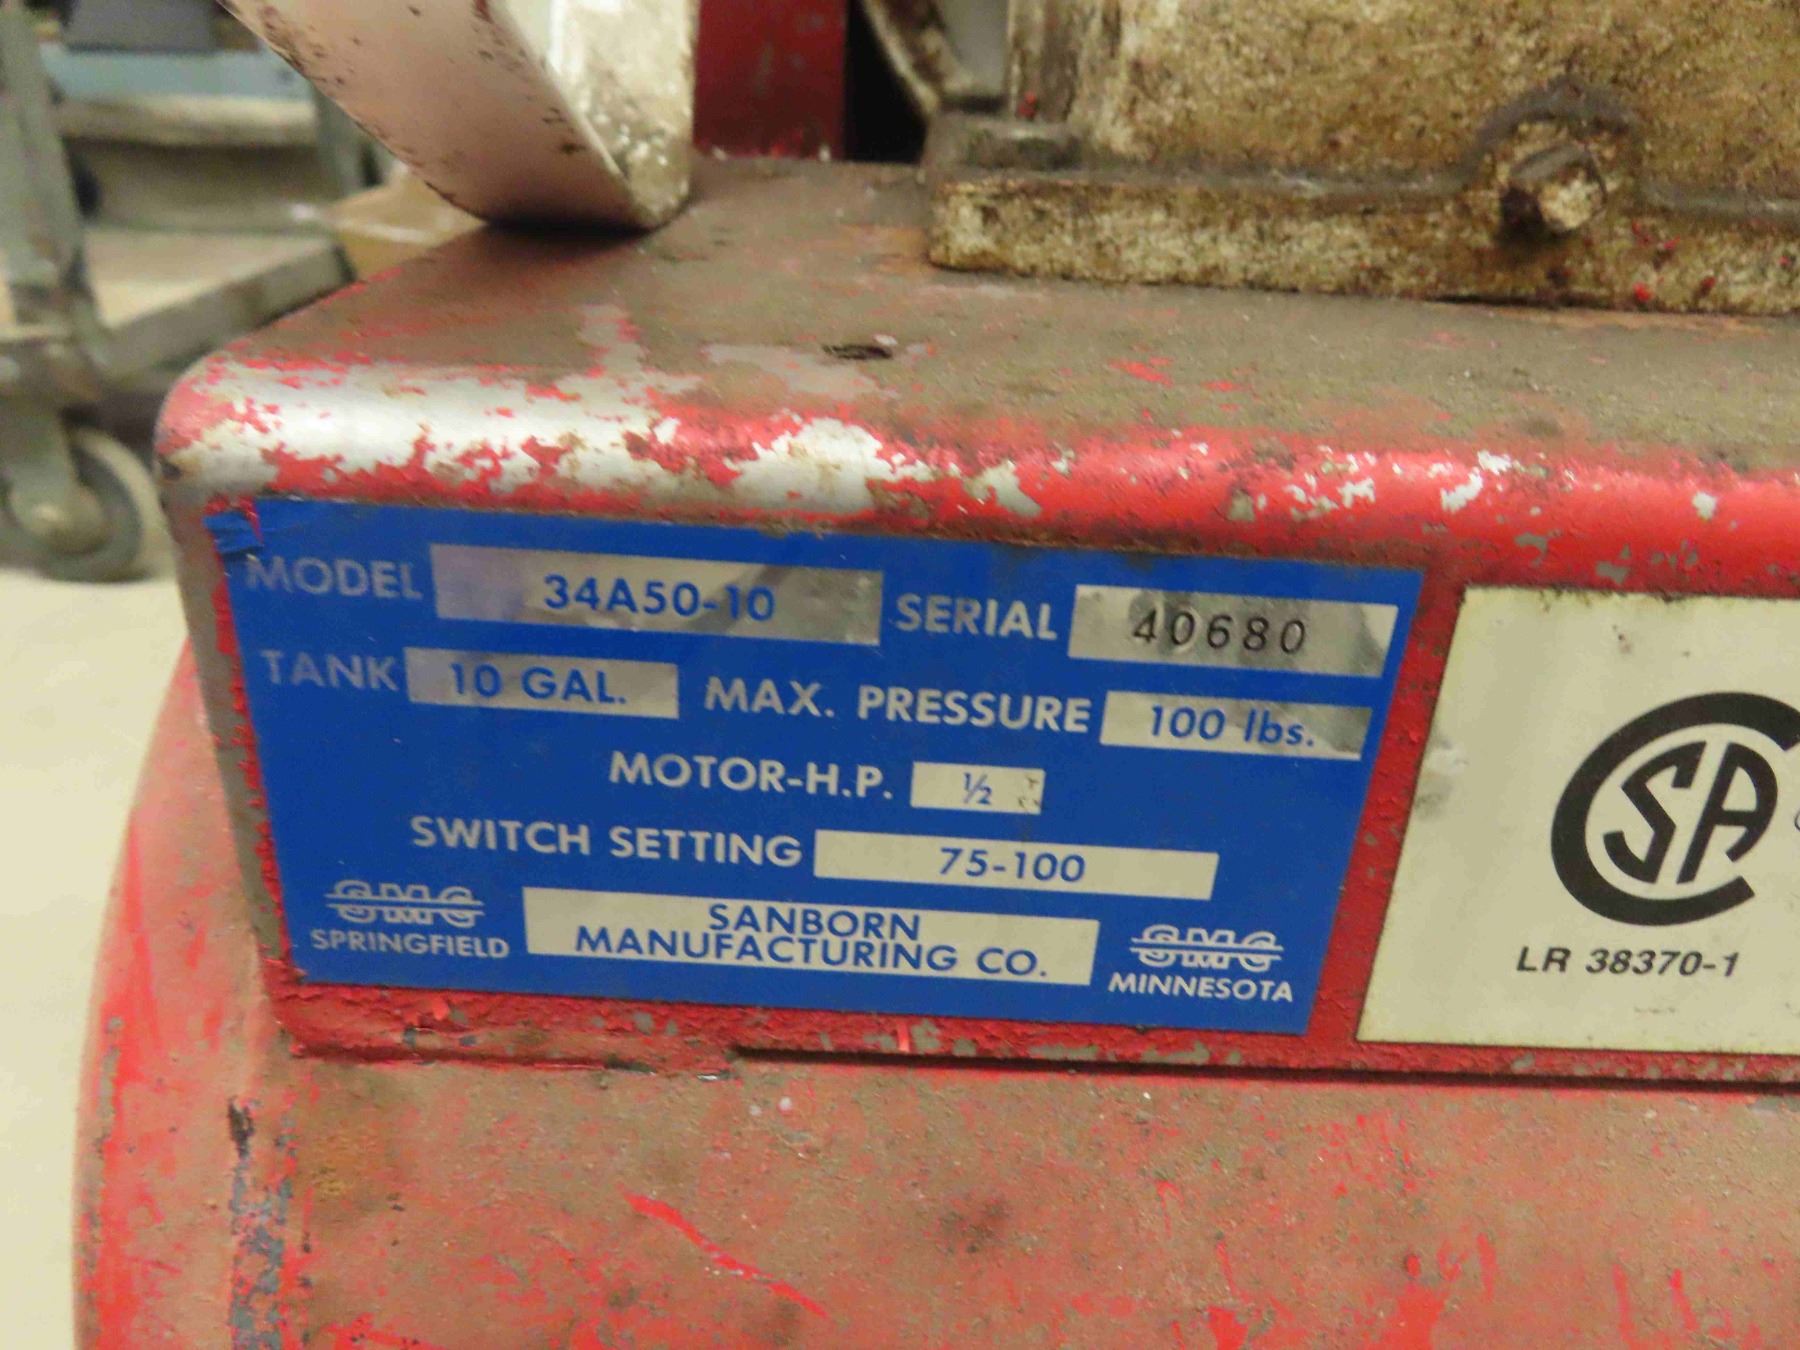 MODEL 34A50-10 SERIAL 40680
TANK 10 GAL. MAX. PRESSURE 100 lbs.
MOTOR-H.P. ½
SWITCH SETTING 75-100
SMC SPRINGFIELD
SANBORN
MANUFACTURING CO.
SMC MINNESOTA
CSA
LR 38370-1